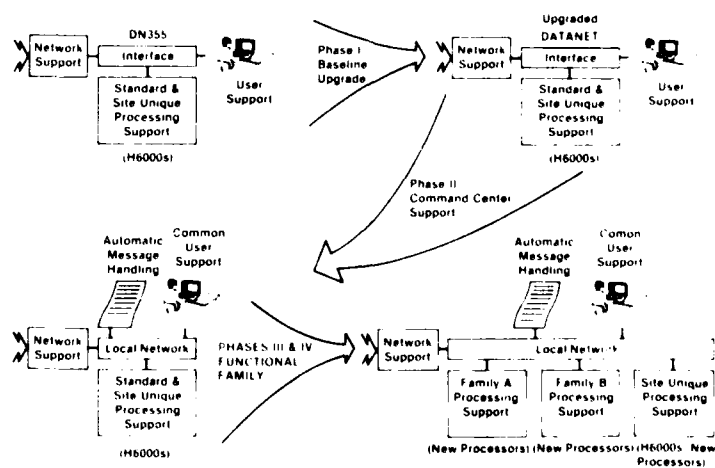 DN355
Network
Support
Interface
Standard &
Site Unique
Processing
Support
(H6000s)
User
Support
Phase I
Baseline
Upgrade
Upgraded
DATANET
Network
Support
Interface
Standard &
Site Unique
Processing
Support
(H6000s)
User
Support
Phase II
Command Center
Support
Automatic
Message
Handling
Common
User
Support
Network
Support
Local Network
Standard &
Site Unique
Processing
Support
(H6000s)
PHASES III & IV
FUNCTIONAL
FAMILY
Automatic
Message
Handling
Comon
User
Support
Network
Support
Local Network
Family A
Processing
Support
(New Processors)
Family B
Processing
Support
(New Processors)
Site Unique
Processing
Support
(H6000s New
Processors)